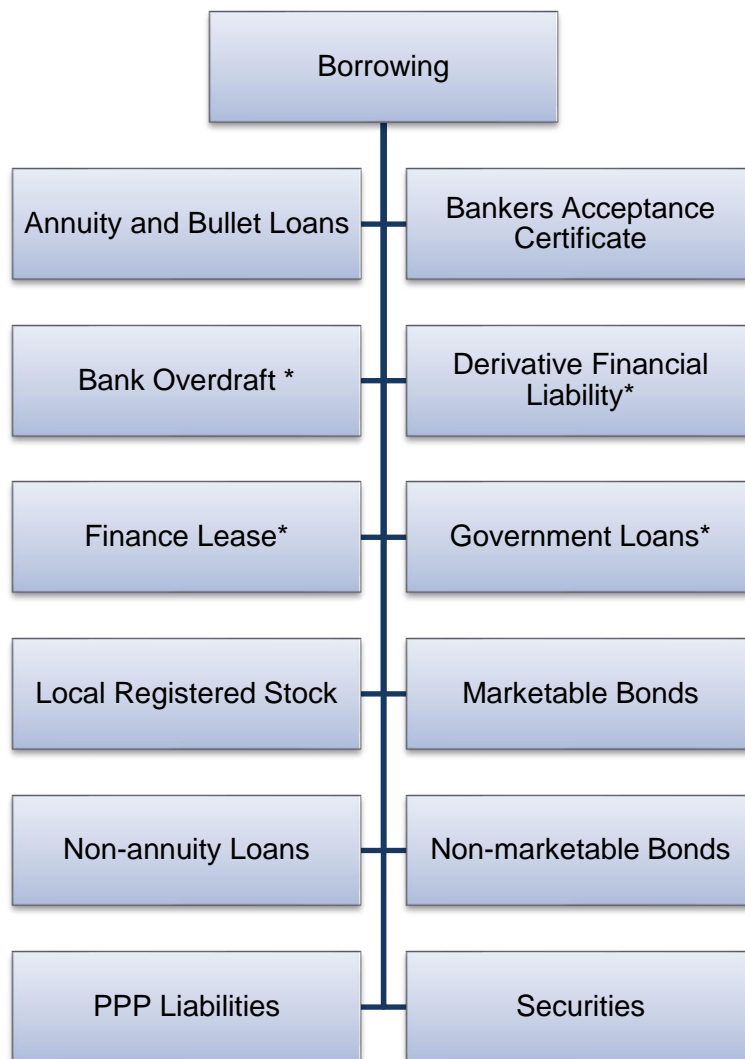 Borrowing
Annuity and Bullet Loans
Bankers Acceptance
Certificate
Bank Overdraft *
Derivative Financial
Liability*
Finance Lease*
Government Loans*
Local Registered Stock
Marketable Bonds
Non-annuity Loans
Non-marketable Bonds
PPP Liabilities
Securities